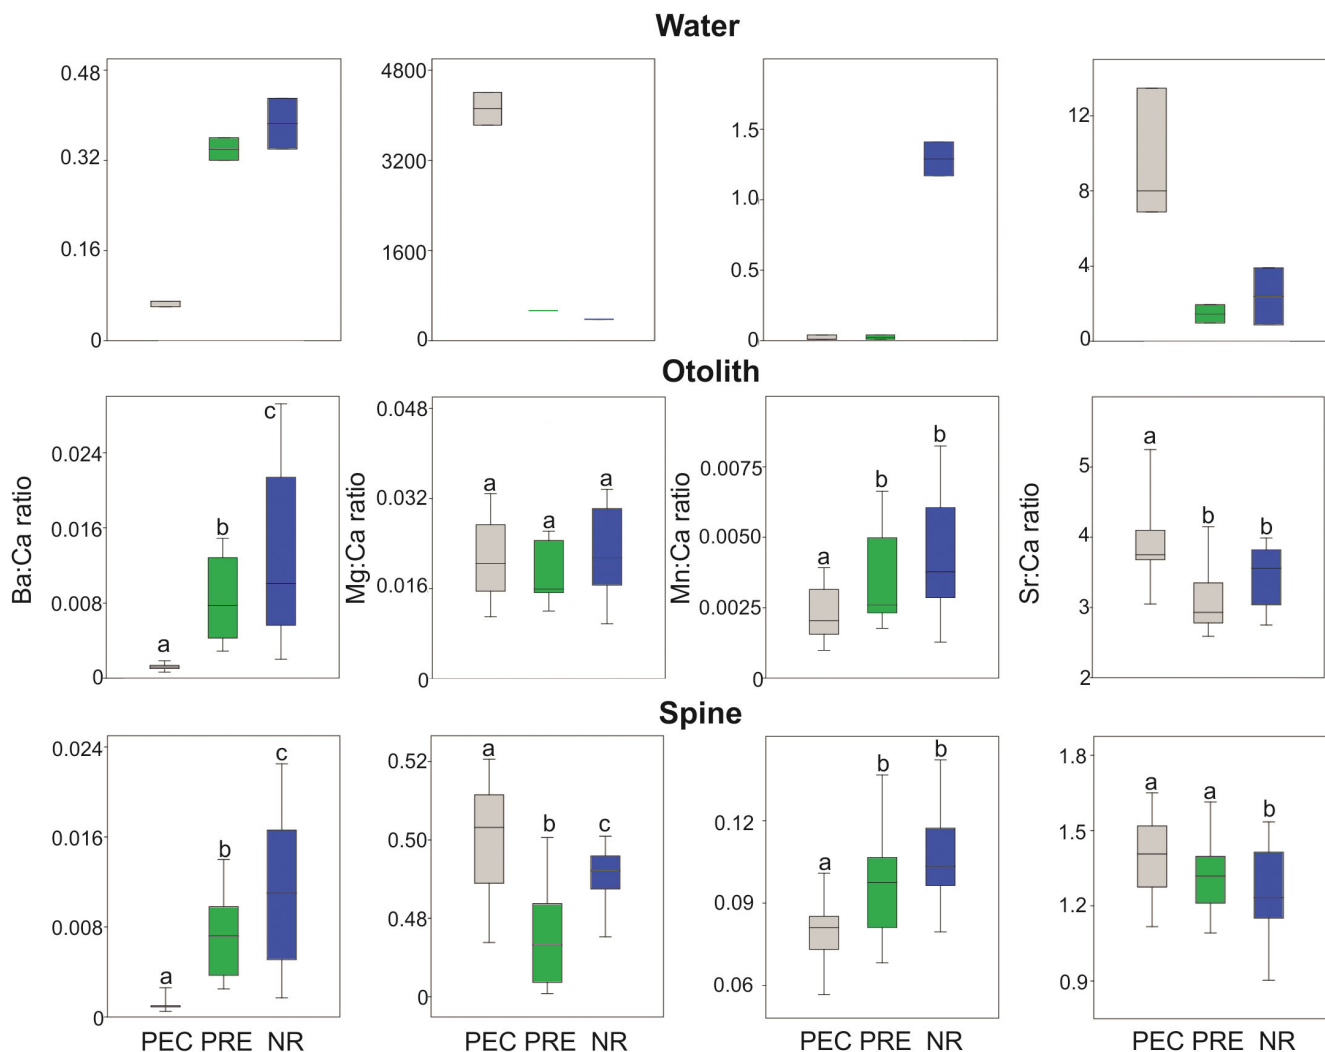 Water
0.48
0.32
0.16
0
4800
3200
1600
0
1.5
1.0
0.5
0
12
8
4
0
Otolith
Ba:Ca ratio
0.024
0.016
0.008
0
a
b
c
Mg:Ca ratio
0.048
0.032
0.016
0
a
a
a
Mn:Ca ratio
0.0075
0.005
0.0025
0
a
b
b
Sr:Ca ratio
5
4
3
2
a
b
b
Spine
0.024
0.016
0.008
0
a
b
c
0.52
0.50
0.48
0
a
b
c
0.12
0.09
0.06
a
b
b
1.8
1.5
1.2
0.9
a
a
b
PEC PRE NR
PEC PRE NR
PEC PRE NR
PEC PRE NR